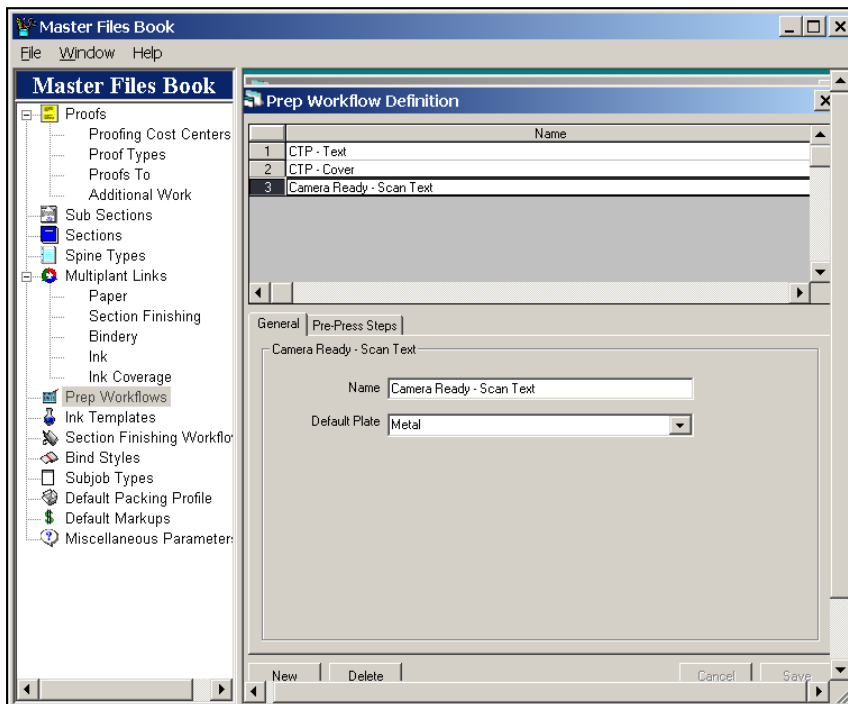 Master Files Book
File Window Help
Master Files Book
Proofs
Proofing Cost Centers
Proof Types
Proofs To
Additional Work
Sub Sections
Sections
Spine Types
Multiplant Links
Paper
Section Finishing
Bindery
Ink
Ink Coverage
Prep Workflows
Ink Templates
Section Finishing Workflo
Bind Styles
Subjob Types
Default Packing Profile
Default Markups
Miscellaneous Parameter
Prep Workflow Definition
Name
1 CTP - Text
2 CTP - Cover
3 Camera Ready - Scan Text
General Pre-Press Steps
Camera Ready - Scan Text
Name Camera Ready - Scan Text
Default Plate Metal
New Delete Cancel Save